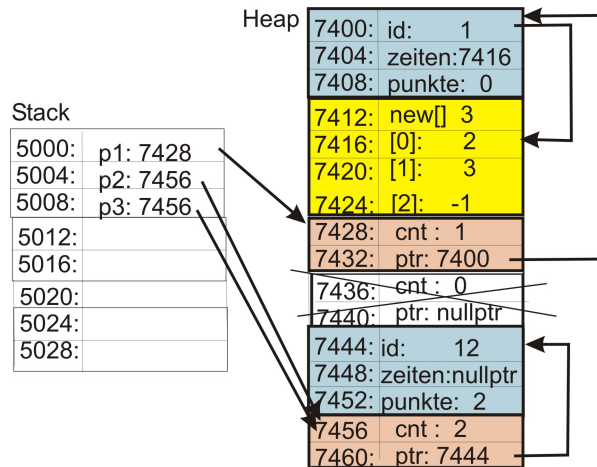 Heap
7400: id: 1
7404: zeiten:7416
7408: punkte: 0
7412: new[] 3
7416: [0]: 2
7420: [1]: 3
7424: [2]: -1
7428: cnt : 1
7432: ptr: 7400
7436: cnt : 0
7440: ptr: nullptr
7444: id: 12
7448: zeiten:nullptr
7452: punkte: 2
7456 cnt : 2
7460: ptr: 7444
Stack
5000: p1: 7428
5004: p2: 7456
5008: p3: 7456
5012:
5016:
5020:
5024:
5028: